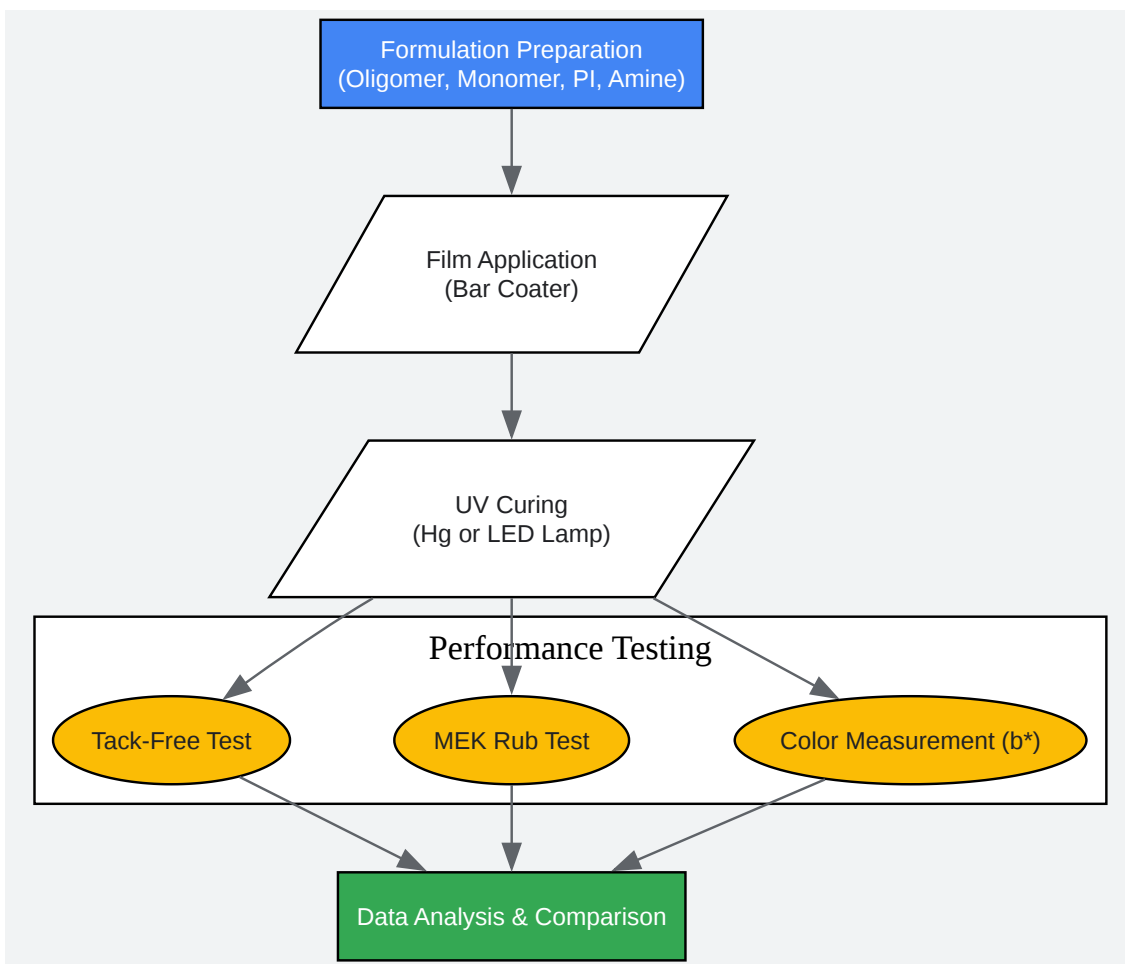 Formulation Preparation
(Oligomer, Monomer, PI, Amine)
Film Application
(Bar Coater)
UV Curing
(Hg or LED Lamp)
Performance Testing
Tack-Free Test
MEK Rub Test
Color Measurement (b*)
Data Analysis & Comparison